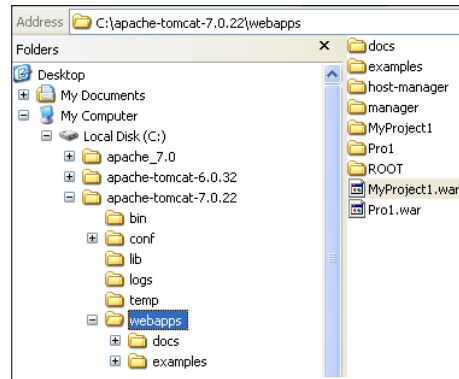 Address C:\apache-tomcat-7.0.22\webapps
Folders
Desktop
My Documents
My Computer
Local Disk (C:)
apache_7.0
apache-tomcat-6.0.32
apache-tomcat-7.0.22
bin
conf
lib
logs
temp
webapps
docs
examples
docs
examples
host-manager
manager
MyProject1
Pro1
ROOT
MyProject1.war
Pro1.war